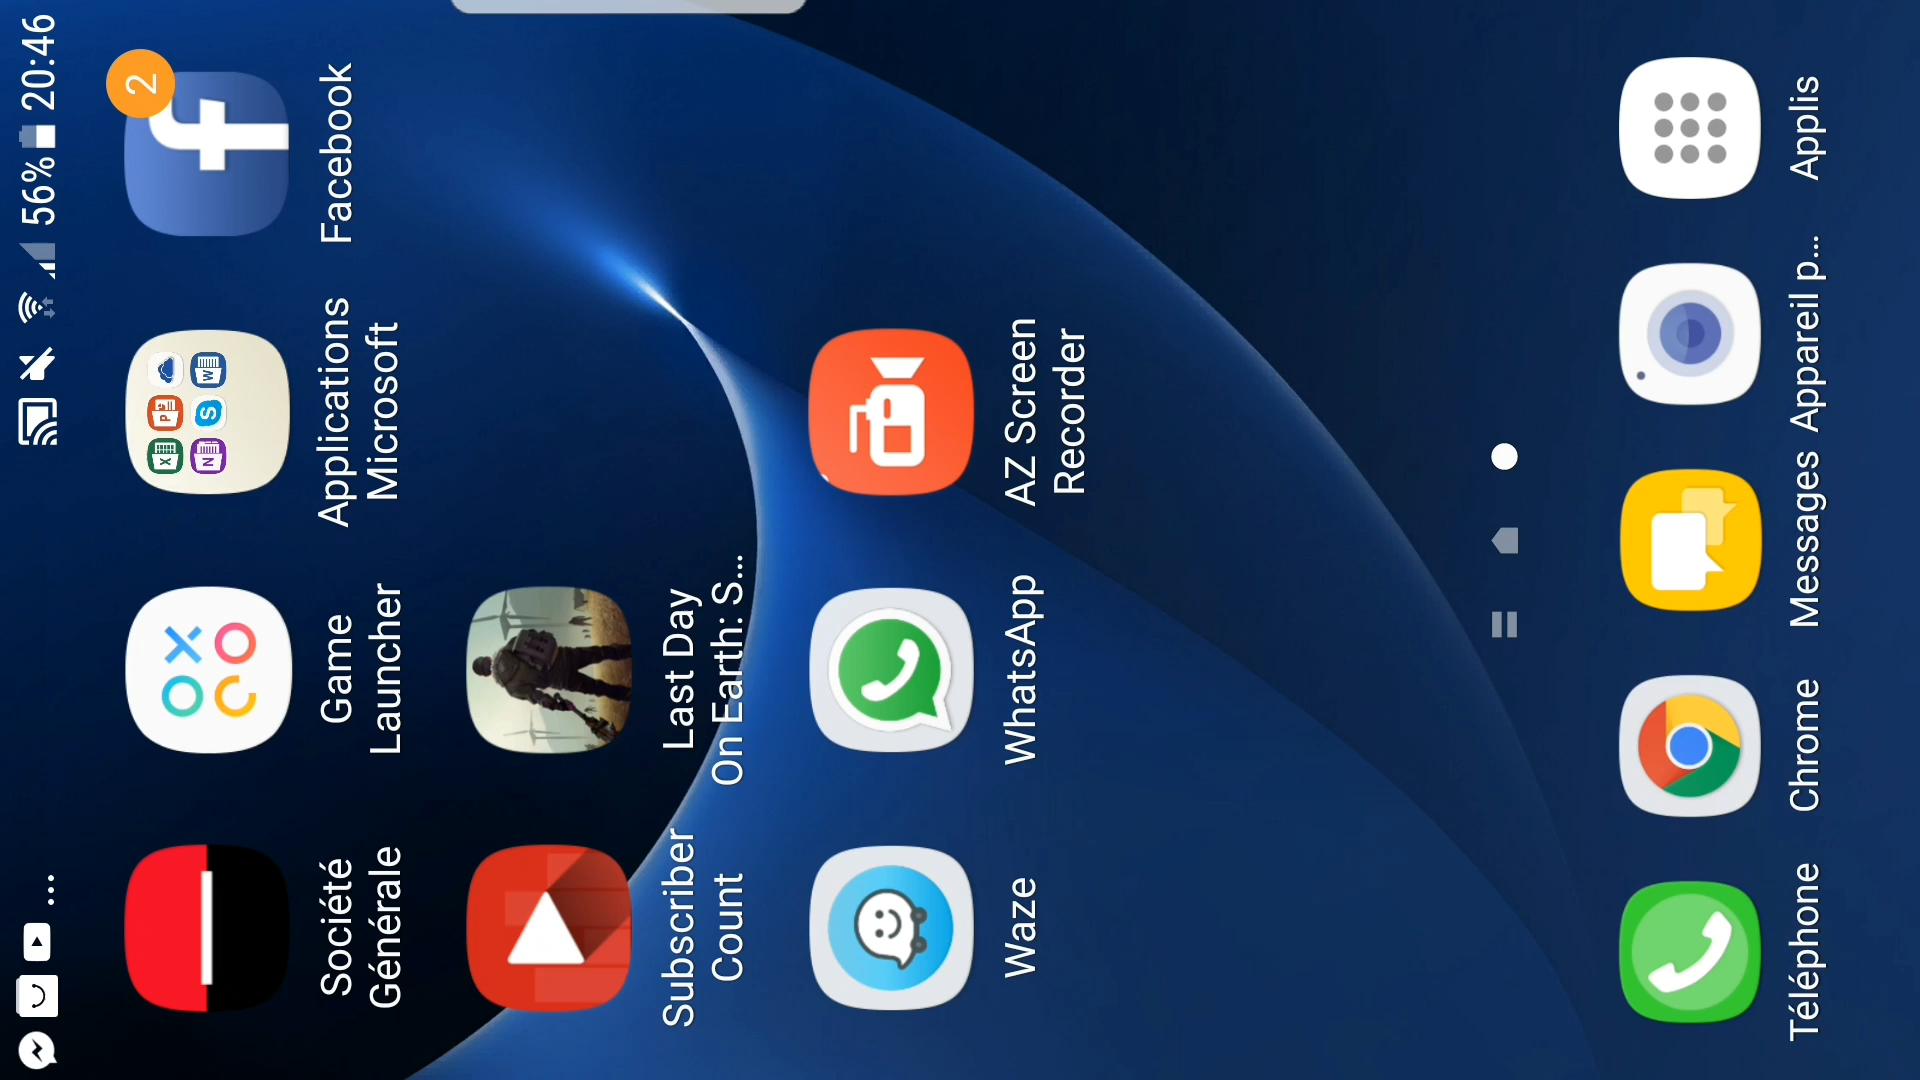 ... 56% 20:46
Société
Générale
Game
Launcher
Applications
Microsoft
X
P
N
S
W
2
f
Facebook
Subscriber
Count
Last Day
On Earth: S...
Waze
WhatsApp
AZ Screen
Recorder
Téléphone
Chrome
Messages
Appareil p...
Applis